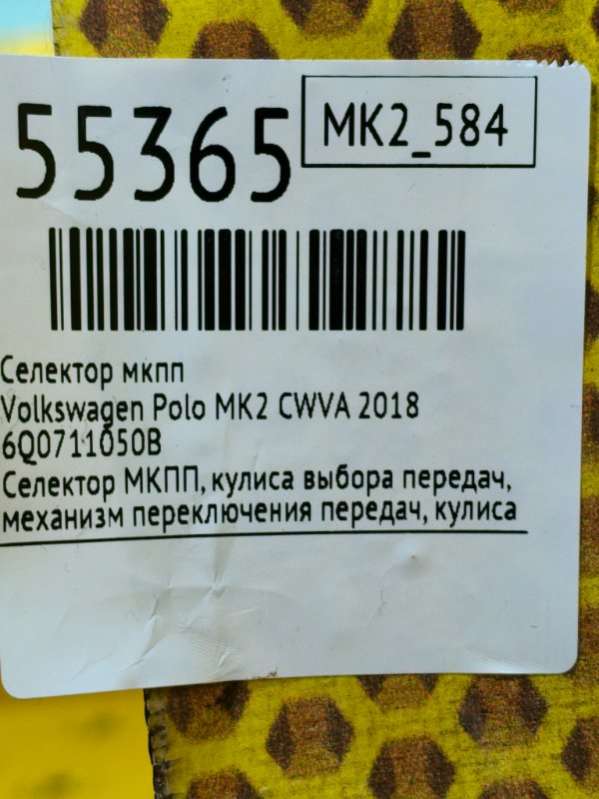 55365
MK2_584
Селектор мкпп
Volkswagen Polo MK2 CWVA 2018
6Q0711050B
Селектор МКПП, кулиса выбора передач,
механизм переключения передач, кулиса